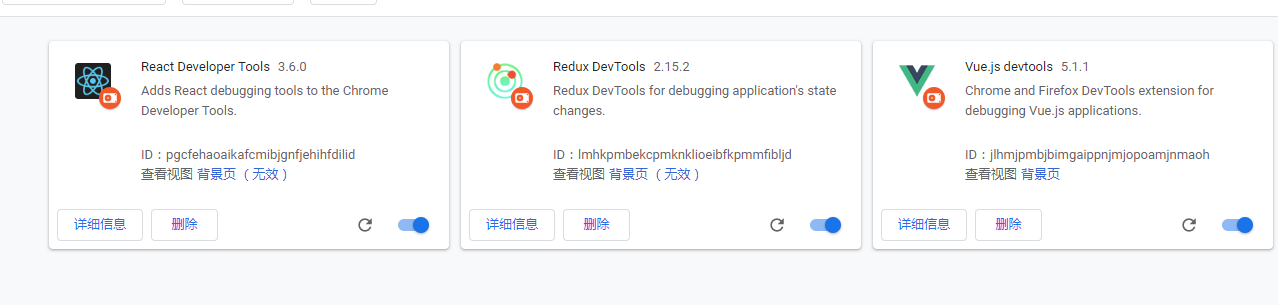 React Developer Tools 3.6.0
Adds React debugging tools to the Chrome
Developer Tools.
ID：pgcfehaoaikafcmibjgnfjehihfdilid
查看视图 背景页 （无效）
详细信息 删除
Redux DevTools 2.15.2
Redux DevTools for debugging application's state
changes.
ID：lmhkpmbekcpmknklioeibfkpmmfibljd
查看视图 背景页 （无效）
详细信息 删除
Vue.js devtools 5.1.1
Chrome and Firefox DevTools extension for
debugging Vue.js applications.
ID：jlhmjpmbjbimgaippnjmjopoamjnmaoh
查看视图 背景页
详细信息 删除